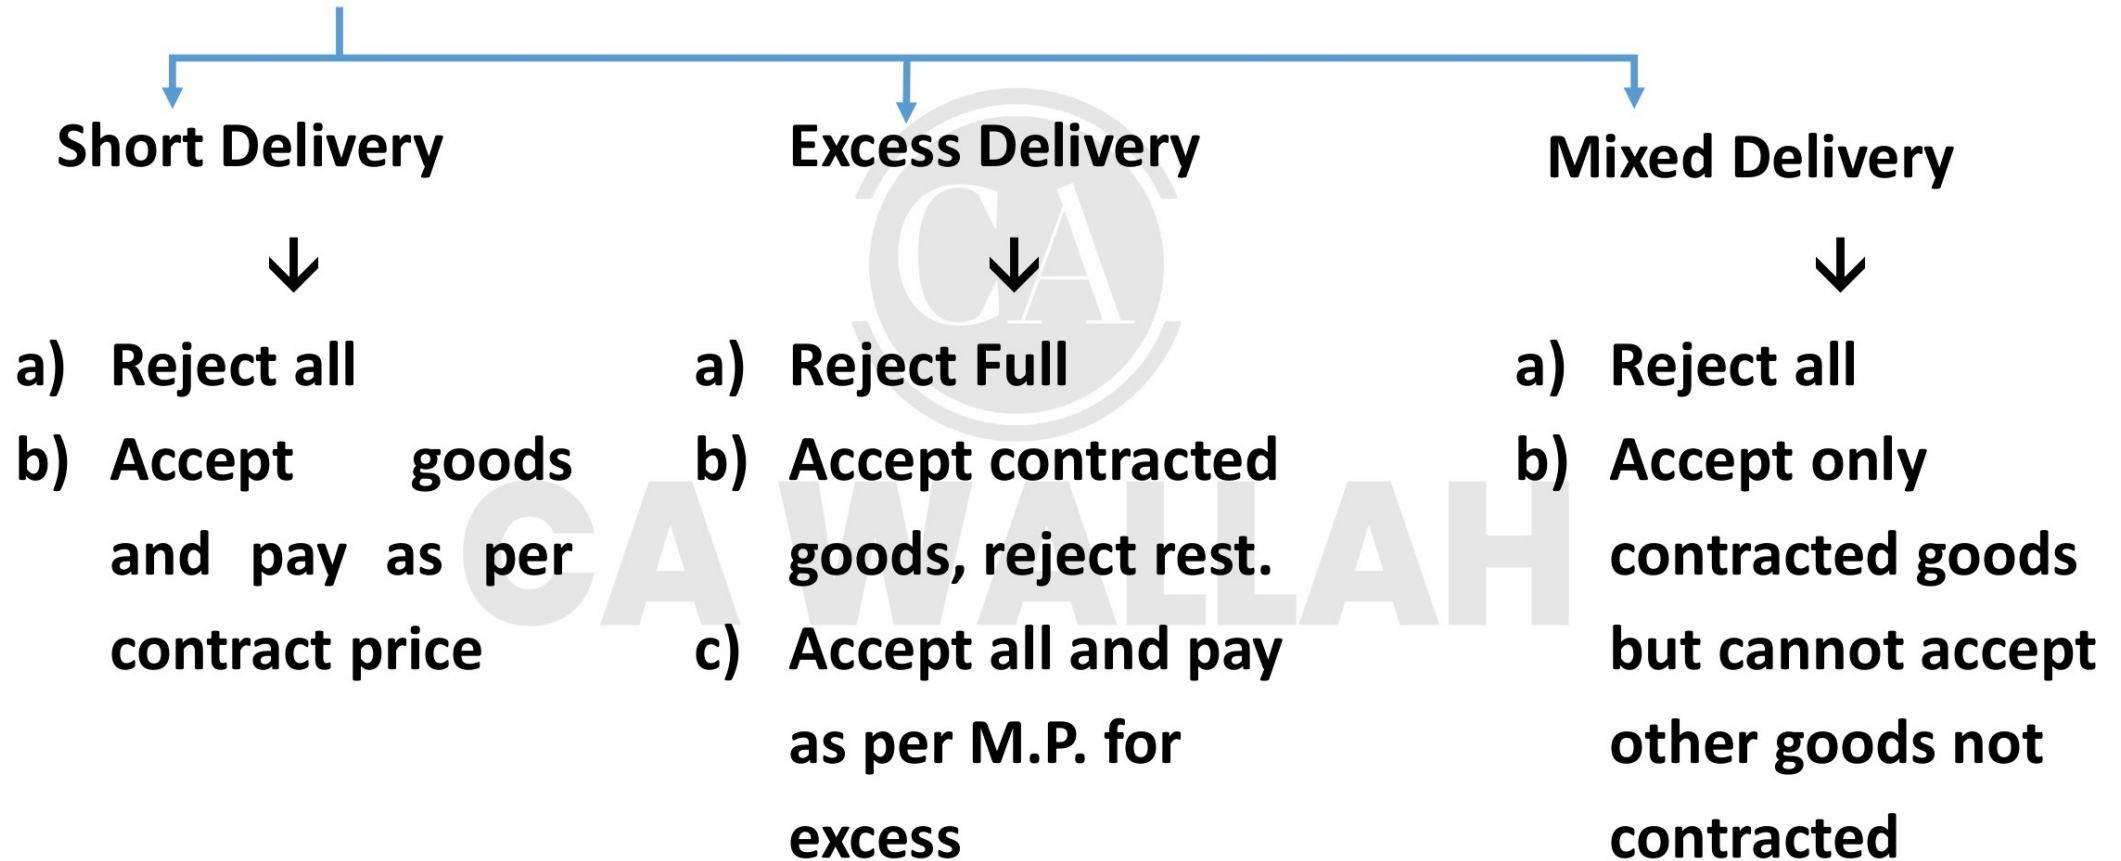 Short Delivery
a) Reject all
b) Accept goods
and pay as per
contract price
Excess Delivery
a) Reject Full
b) Accept contracted
goods, reject rest.
c) Accept all and pay
as per M.P. for
excess
Mixed Delivery
a) Reject all
b) Accept only
contracted goods
but cannot accept
other goods not
contracted
CA
CA WALLAH